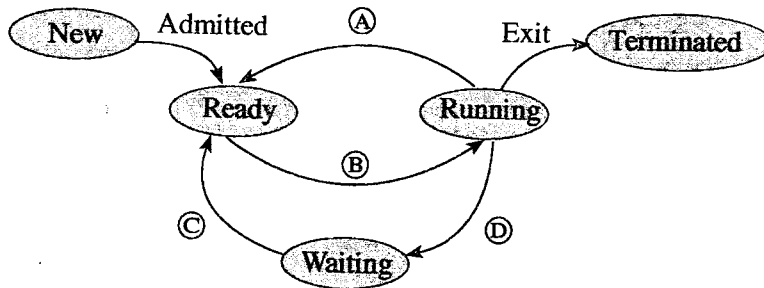 New
Admitted
Ⓐ
Exit
Terminated
Ready
Running
Ⓑ
Ⓒ
Ⓓ
Waiting